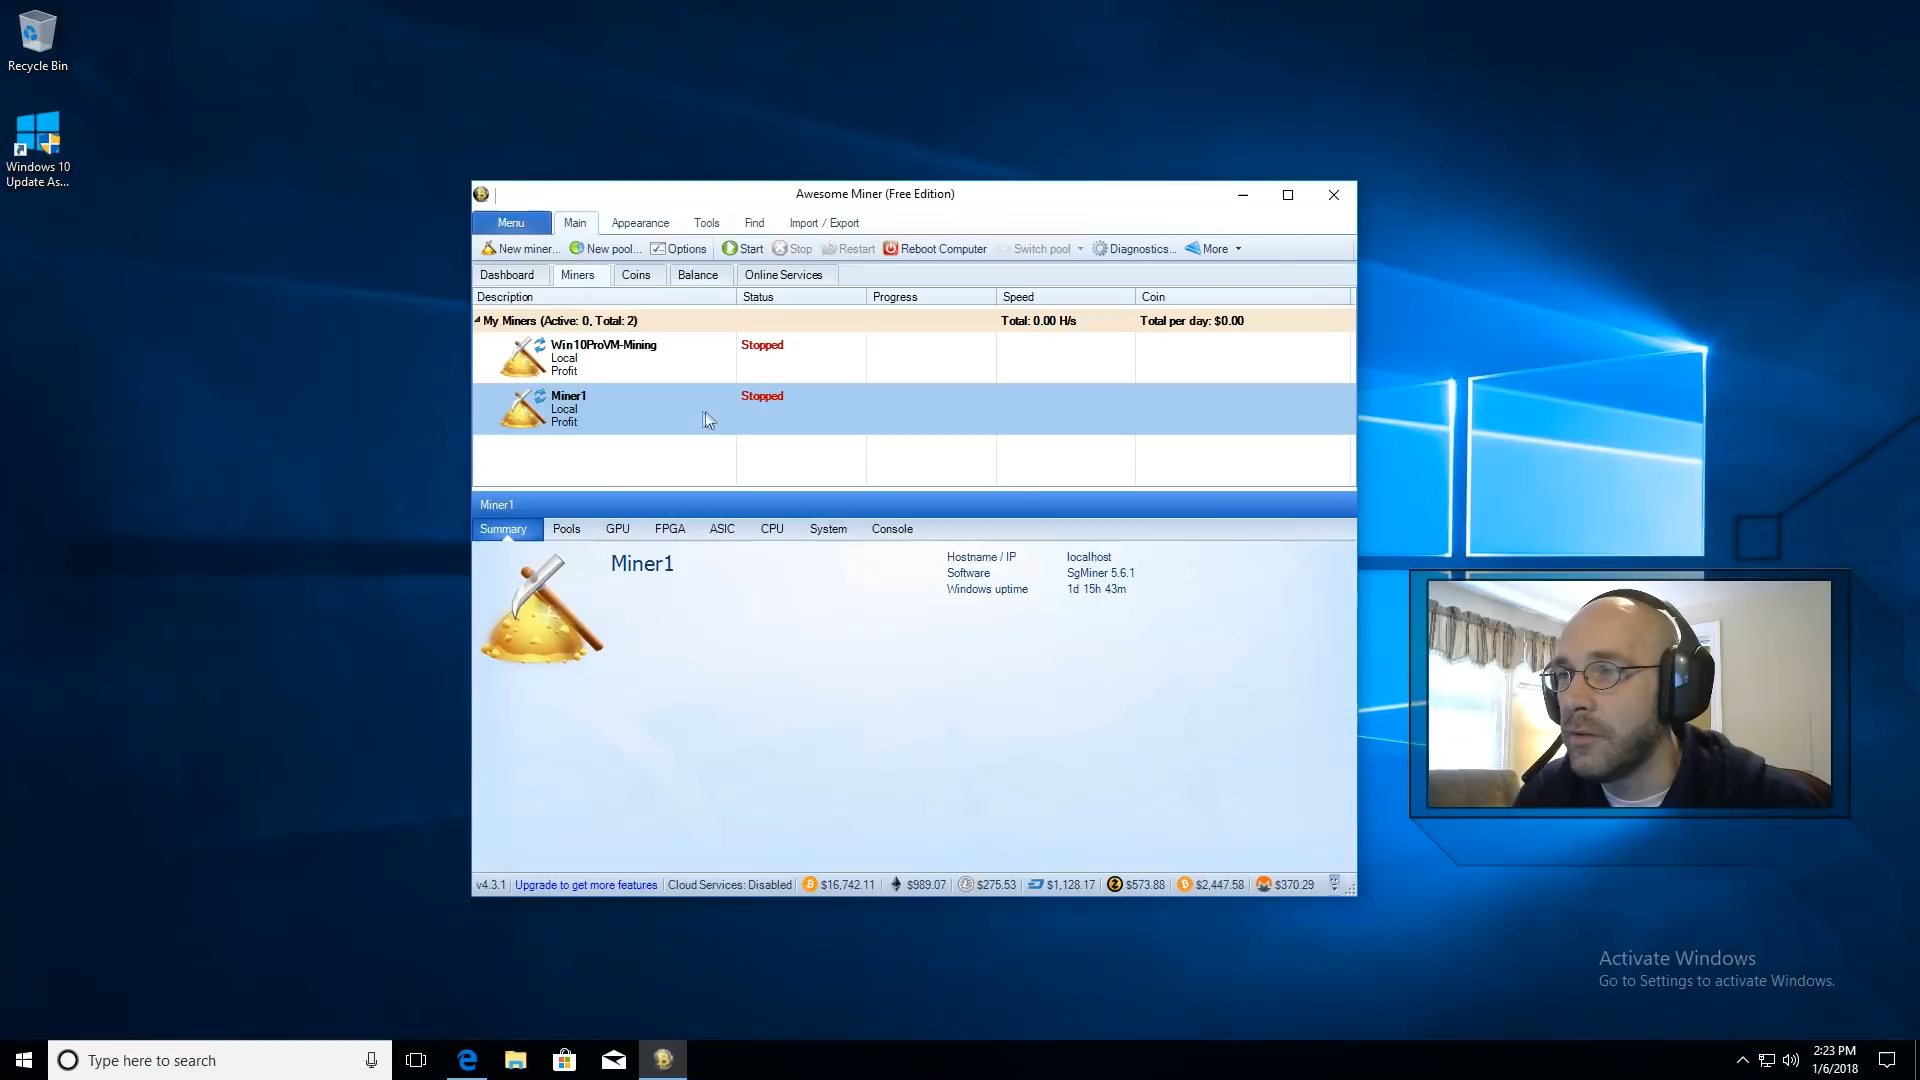 Recycle Bin
Windows 10
Update As...
Awesome Miner (Free Edition)
Menu Main Appearance Tools Find Import / Export
New miner... New pool... Options Start Stop Restart Reboot Computer Switch pool Diagnostics... More
Dashboard Miners Coins Balance Online Services
Description Status Progress Speed Coin
My Miners (Active: 0, Total: 2) Total: 0.00 H/s Total per day: $0.00
Win10ProVM-Mining Stopped
Local
Profit
Miner1 Stopped
Local
Profit
Miner1
Summary Pools GPU FPGA ASIC CPU System Console
Miner1
Hostname / IP localhost
Software SgMiner 5.6.1
Windows uptime 1d 15h 43m
v4.3.1 Upgrade to get more features Cloud Services: Disabled $16,742.11 $989.07 $275.53 $1,128.17 $573.88 $2,447.58 $370.29
Activate Windows
Go to Settings to activate Windows.
Type here to search
2:23 PM
1/6/2018